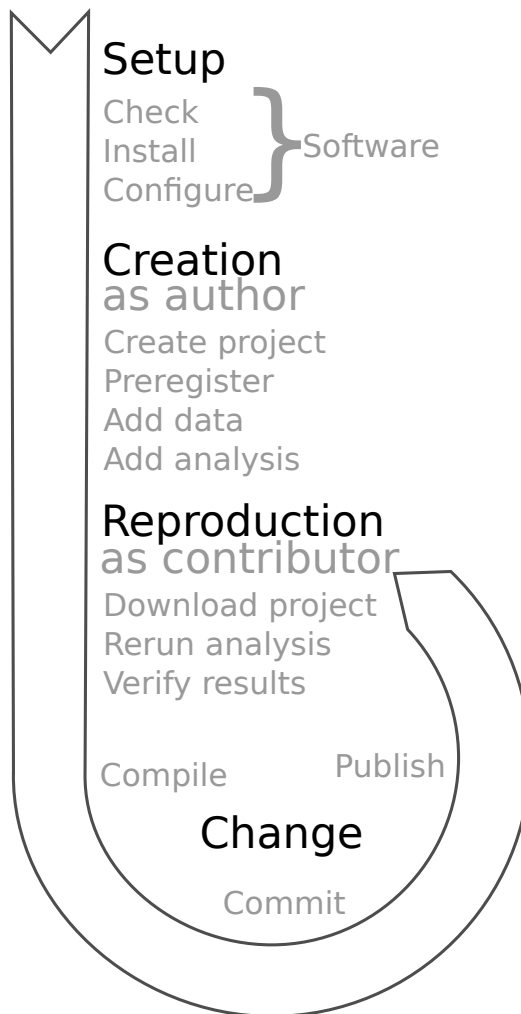 Setup
Check
Install
Configure
} Software
Creation
as author
Create project
Preregister
Add data
Add analysis
Reproduction
as contributor
Download project
Rerun analysis
Verify results
Compile
Publish
Change
Commit